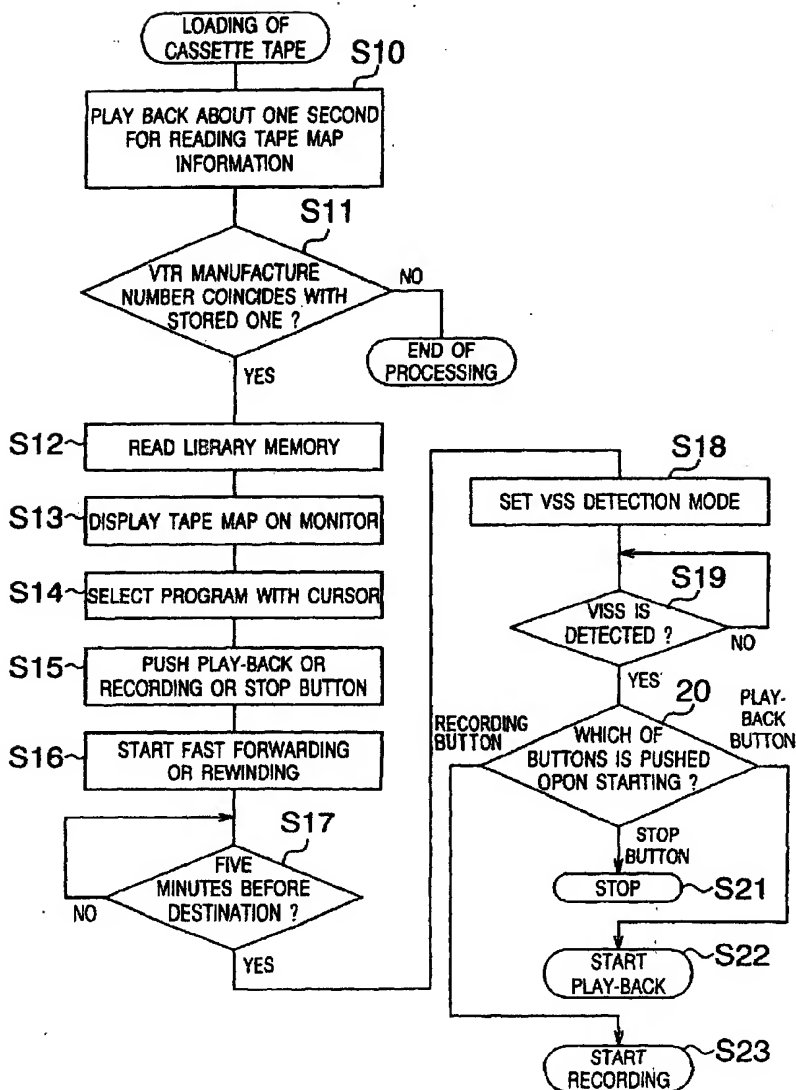 LOADING OF
CASSETTE TAPE
S10
PLAY BACK ABOUT ONE SECOND
FOR READING TAPE MAP
INFORMATION
S11
VTR MANUFACTURE
NUMBER COINCIDES WITH
STORED ONE ?
NO
END OF
PROCESSING
YES
S12
READ LIBRARY MEMORY
S13
DISPLAY TAPE MAP ON MONITOR
S14
SELECT PROGRAM WITH CURSOR
S15
PUSH PLAY-BACK OR
RECORDING OR STOP BUTTON
S16
START FAST FORWARDING
OR REWINDING
S17
FIVE
MINUTES BEFORE
DESTINATION ?
NO
YES
S18
SET VSS DETECTION MODE
S19
VISS IS
DETECTED ?
NO
YES
20
RECORDING
BUTTON
WHICH OF
BUTTONS IS PUSHED
OPON STARTING ?
PLAY-
BACK
BUTTON
STOP
BUTTON
STOP
S21
START
PLAY-BACK
S22
START
RECORDING
S23